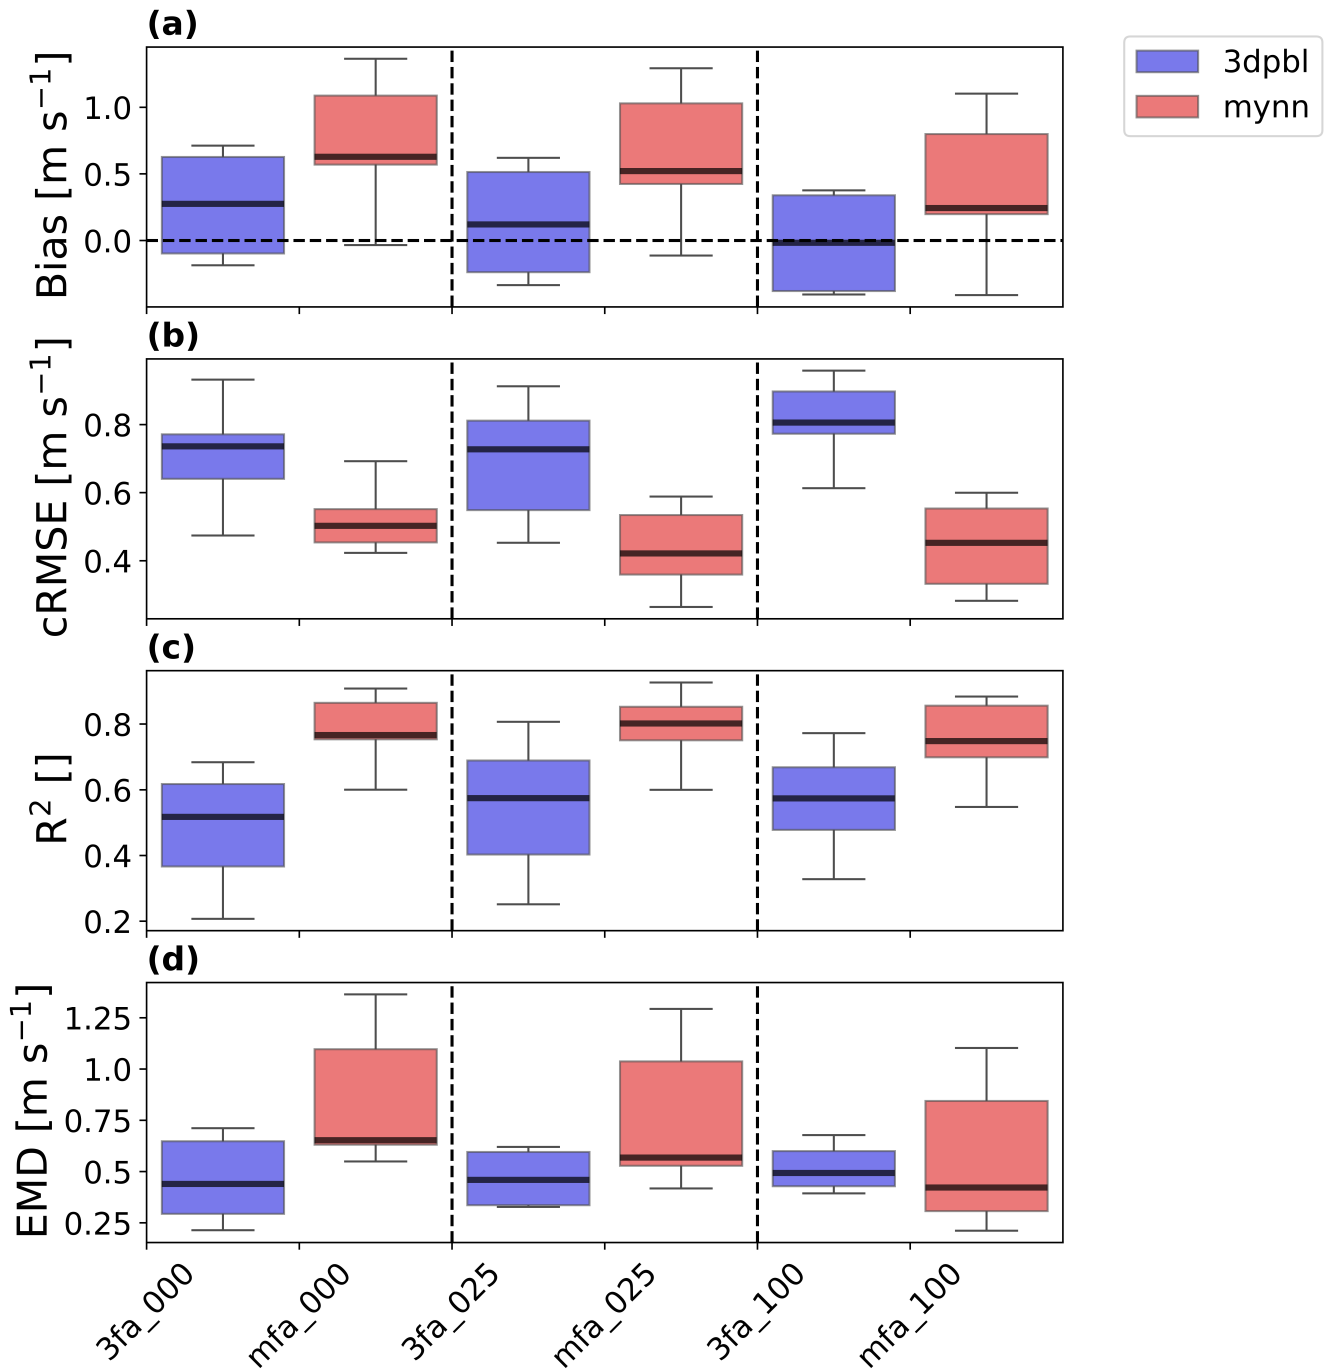 (a)
3dpbl
mynn
Bias [m s⁻¹]
1.0
0.5
0.0
(b)
cRMSE [m s⁻¹]
0.8
0.6
0.4
(c)
R² []
0.8
0.6
0.4
0.2
(d)
EMD [m s⁻¹]
1.25
1.0
0.75
0.5
0.25
3fa_000
mfa_000
3fa_025
mfa_025
3fa_100
mfa_100